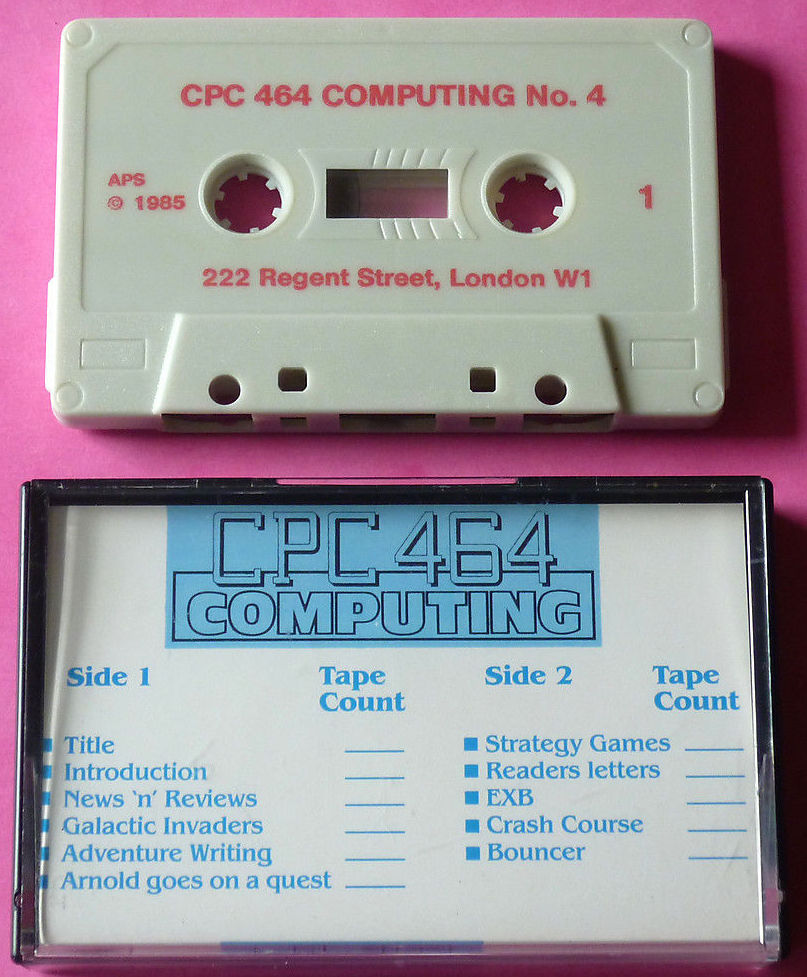 CPC 464 COMPUTING No. 4
APS
© 1985
1
222 Regent Street, London W1
CPC 464
COMPUTING
Side 1 Tape Count Side 2 Tape Count
Title
Introduction
News 'n' Reviews
Galactic Invaders
Adventure Writing
Arnold goes on a quest
Strategy Games
Readers letters
EXB
Crash Course
Bouncer